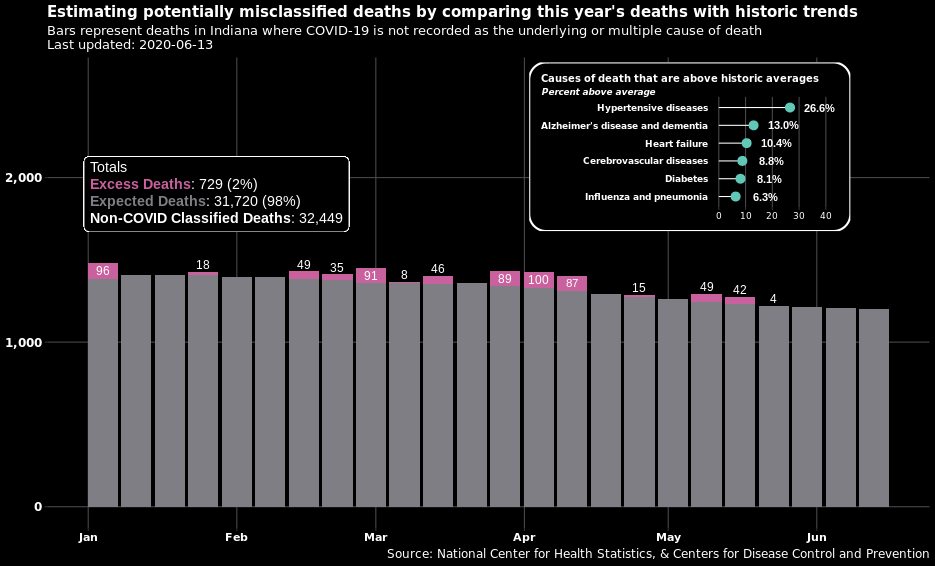 Estimating potentially misclassified deaths by comparing this year's deaths with historic trends
Bars represent deaths in Indiana where COVID-19 is not recorded as the underlying or multiple cause of death
Last updated: 2020-06-13
Causes of death that are above historic averages
Percent above average
Hypertensive diseases 26.6%
Alzheimer's disease and dementia 13.0%
Heart failure 10.4%
Cerebrovascular diseases 8.8%
Diabetes 8.1%
Influenza and pneumonia 6.3%
0 10 20 30 40
Totals
Excess Deaths: 729 (2%)
Expected Deaths: 31,720 (98%)
Non-COVID Classified Deaths: 32,449
2,000
96 18 49 35 91 8 46 89 100 87 15 49 42 4
1,000
0
Jan Feb Mar Apr May Jun
Source: National Center for Health Statistics, & Centers for Disease Control and Prevention